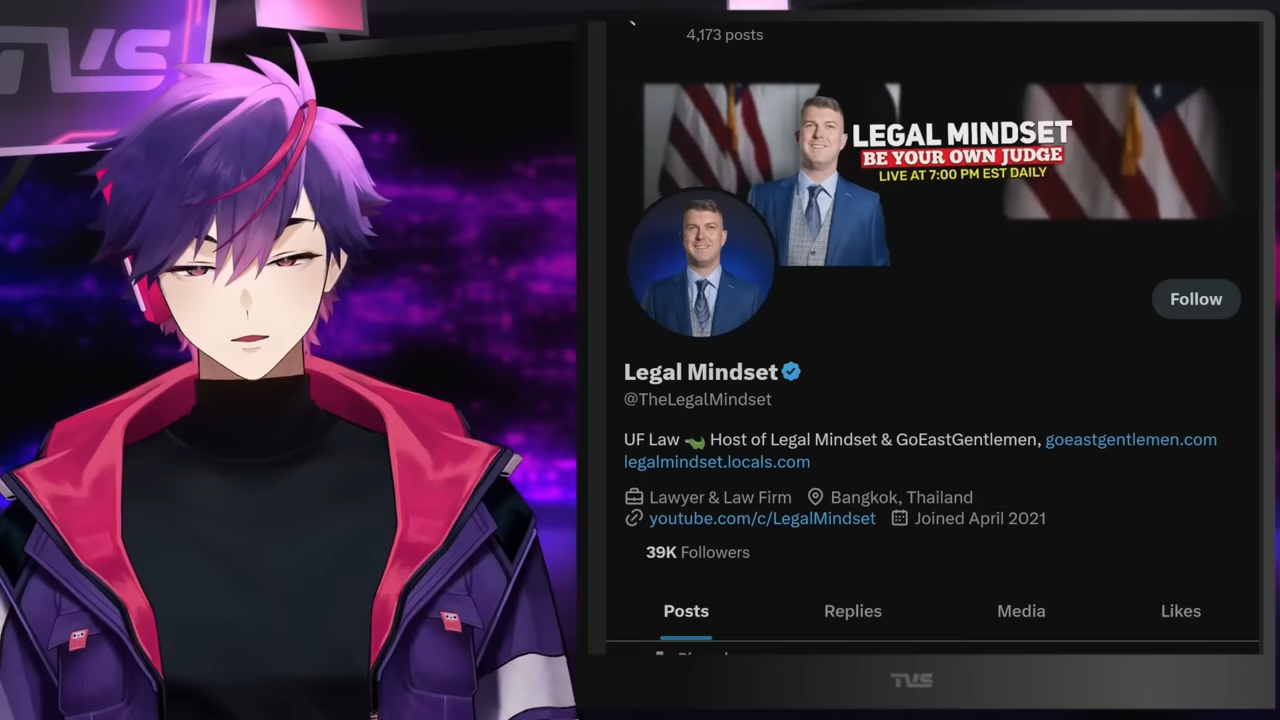 TVS
4,173 posts
LEGAL MINDSET
BE YOUR OWN JUDGE
LIVE AT 7:00 PM EST DAILY
Follow
Legal Mindset
@TheLegalMindset
UF Law 🐊 Host of Legal Mindset & GoEastGentlemen, goeastgentlemen.com
legalmindset.locals.com
Lawyer & Law Firm Bangkok, Thailand
youtube.com/c/LegalMindset Joined April 2021
39K Followers
Posts Replies Media Likes
TVS